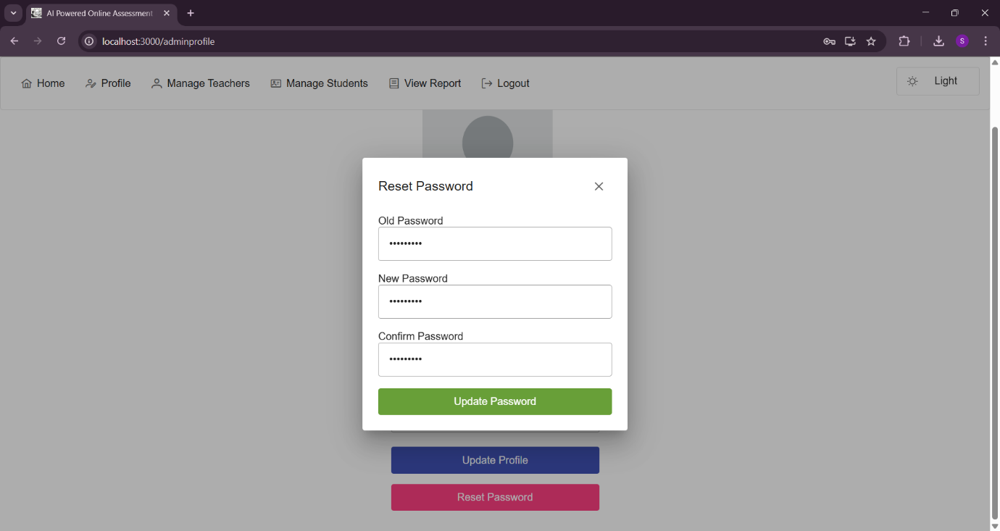 AI Powered Online Assessment
localhost:3000/adminprofile
S
Home Profile Manage Teachers Manage Students View Report Logout Light
Reset Password
Old Password
•••••••••
New Password
•••••••••
Confirm Password
•••••••••
Update Password
Update Profile
Reset Password